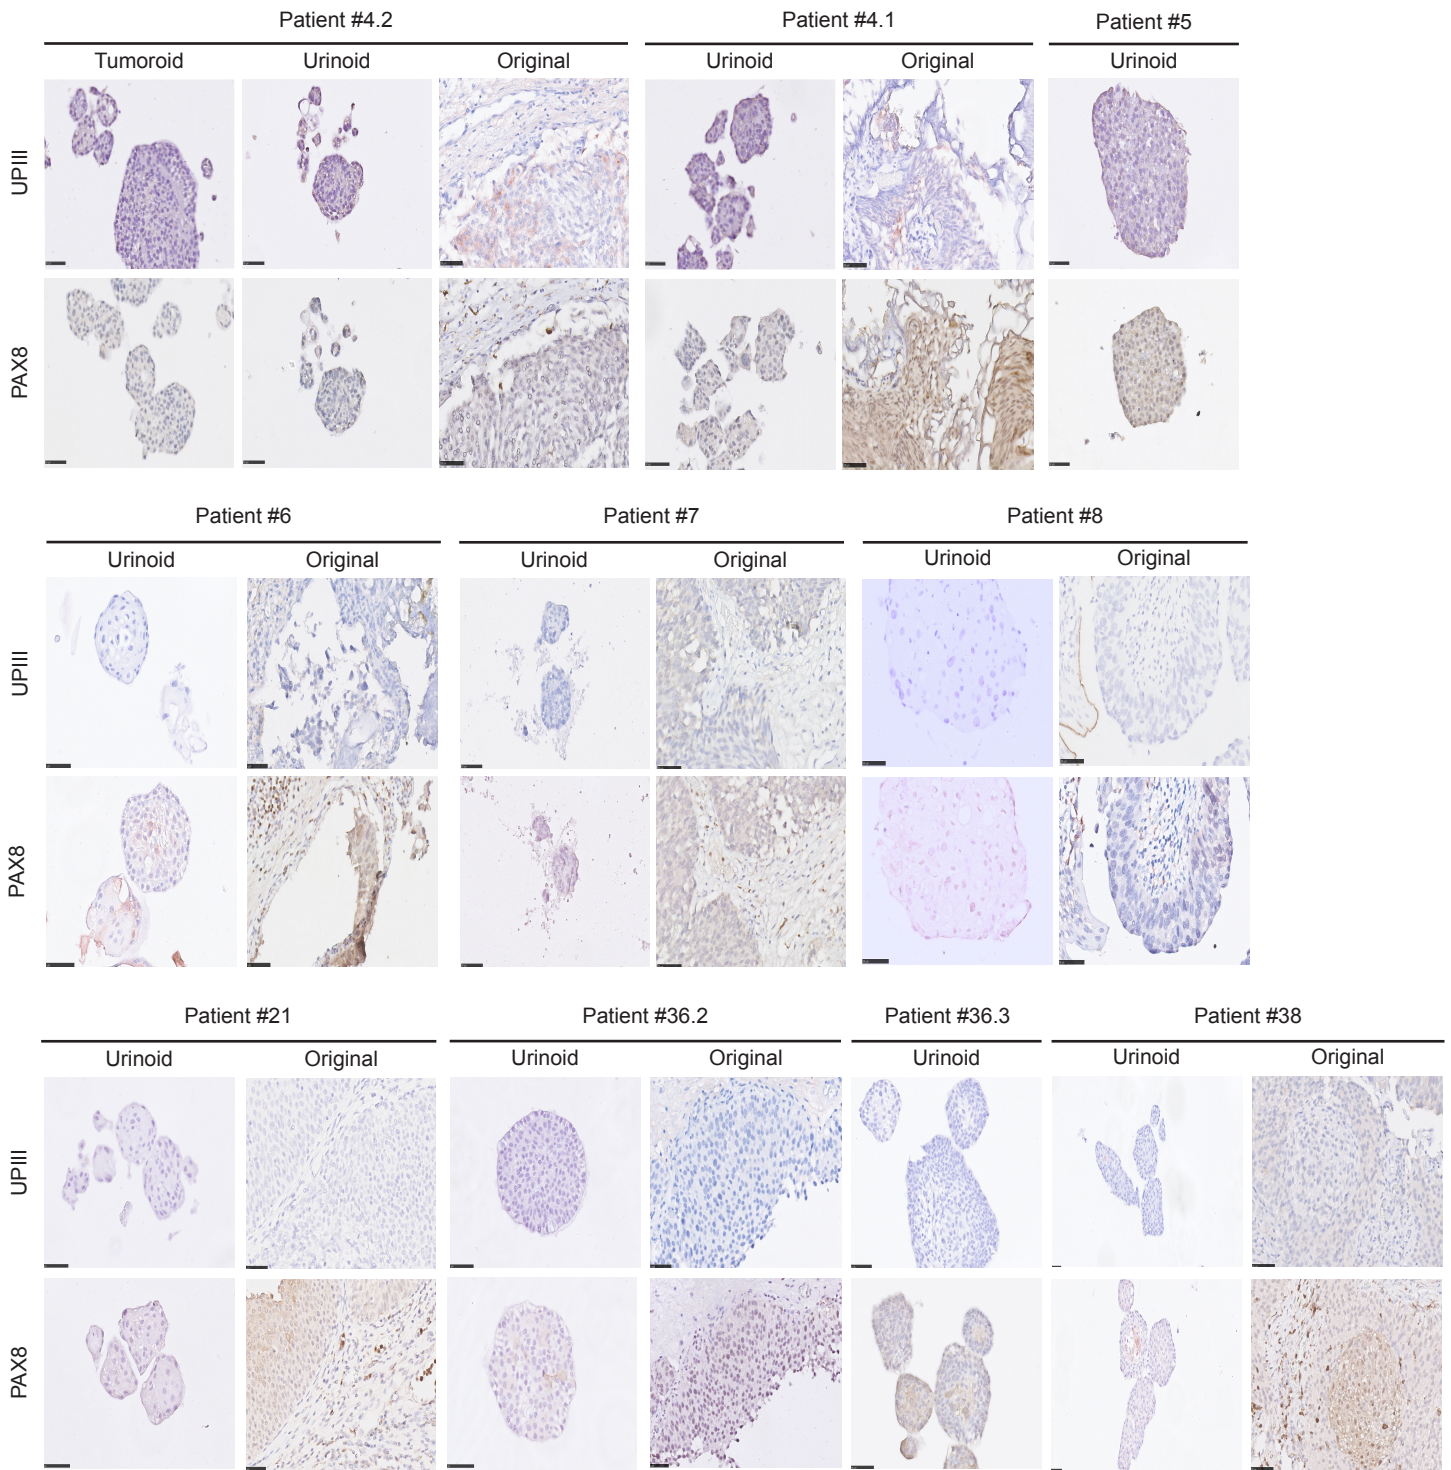 Patient #4.2 Patient #4.1 Patient #5
Tumoroid Urinoid Original Urinoid Original Urinoid
UPIII
PAX8
Patient #6 Patient #7 Patient #8
Urinoid Original Urinoid Original Urinoid Original
UPIII
PAX8
Patient #21 Patient #36.2 Patient #36.3 Patient #38
Urinoid Original Urinoid Original Urinoid Urinoid Original
UPIII
PAX8